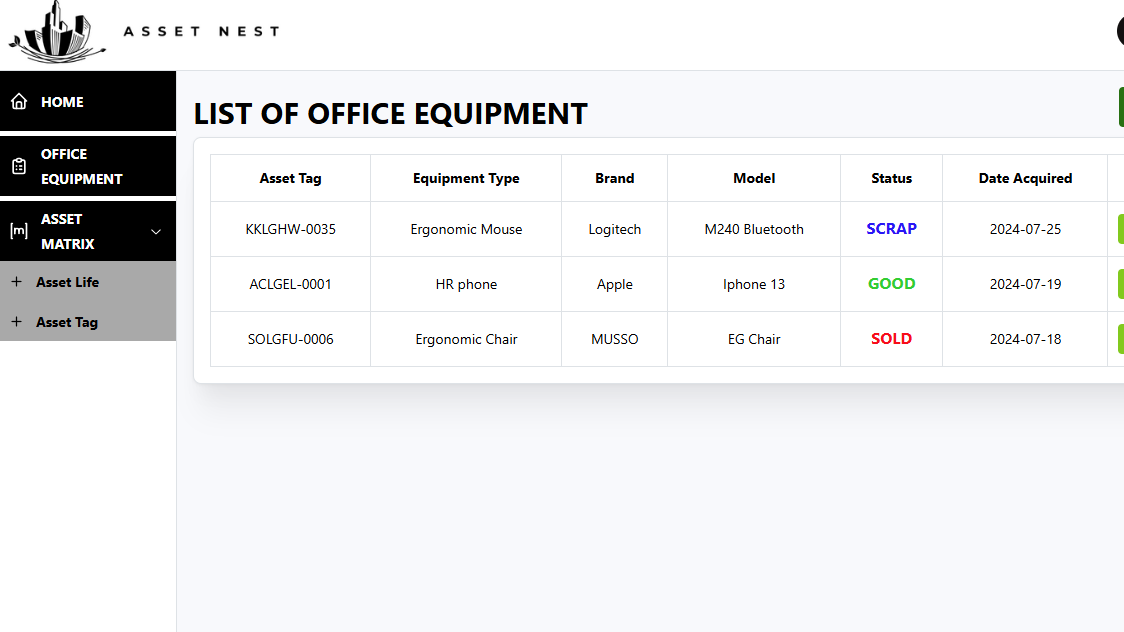 ASSET NEST
HOME
OFFICE
EQUIPMENT
[m] ASSET
MATRIX
+ Asset Life
+ Asset Tag
LIST OF OFFICE EQUIPMENT
Asset Tag Equipment Type Brand Model Status Date Acquired
KKLGHW-0035 Ergonomic Mouse Logitech M240 Bluetooth SCRAP 2024-07-25
ACLGEL-0001 HR phone Apple Iphone 13 GOOD 2024-07-19
SOLGFU-0006 Ergonomic Chair MUSSO EG Chair SOLD 2024-07-18